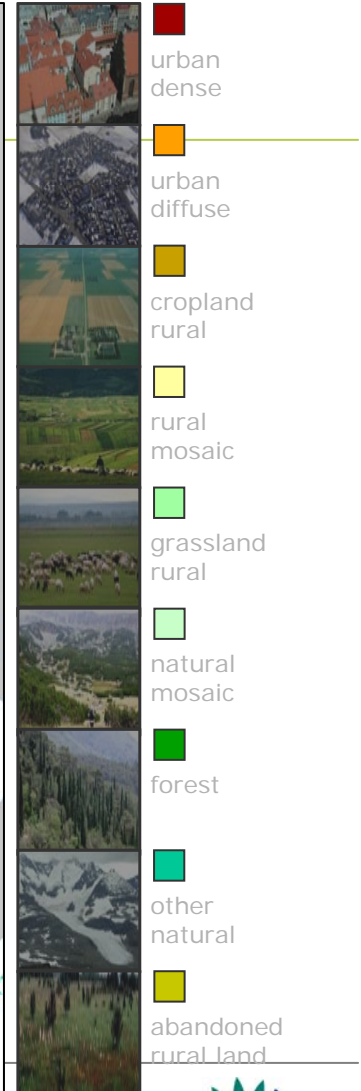 urban
dense
urban
diffuse
cropland
rural
rural
mosaic
grassland
rural
natural
mosaic
forest
other
natural
abandoned
rural land